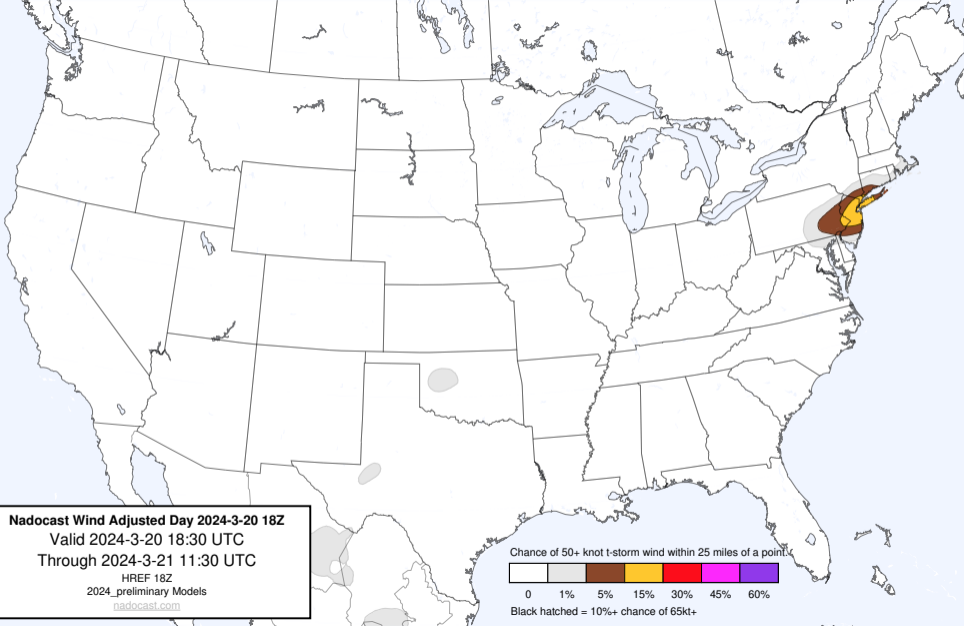 Nadocast Wind Adjusted Day 2024-3-20 18Z
Valid 2024-3-20 18:30 UTC
Through 2024-3-21 11:30 UTC
HREF 18Z
2024_preliminary Models
nadocast.com
Chance of 50+ knot t-storm wind within 25 miles of a point.
0 1% 5% 15% 30% 45% 60%
Black hatched = 10%+ chance of 65kt+